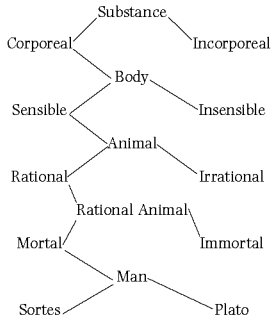 Substance
Corporeal Incorporeal
Body
Sensible Insensible
Animal
Rational Irrational
Rational Animal
Mortal Immortal
Man
Sortes Plato